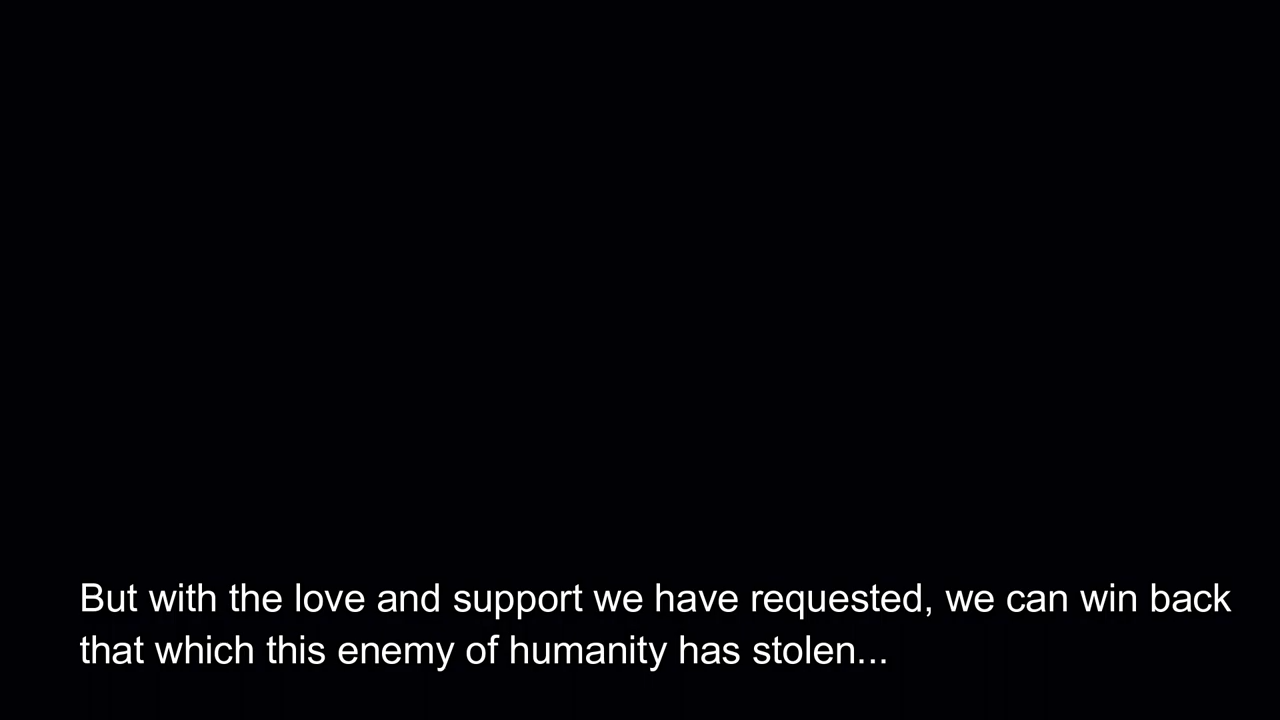 But with the love and support we have requested, we can win back
that which this enemy of humanity has stolen...